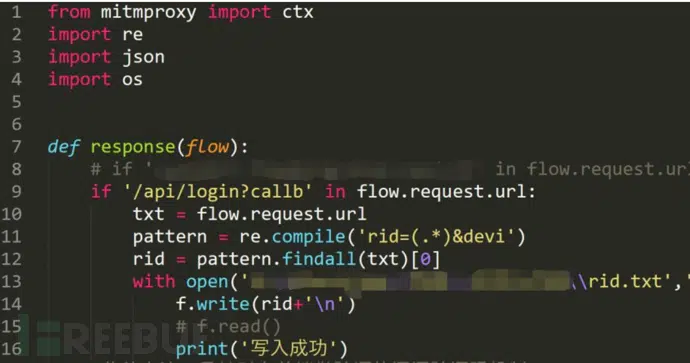 1 from mitmproxy import ctx
2 import re
3 import json
4 import os
5
6
7 def response(flow):
8 # if ' in flow.request.url
9 if '/api/login?callb' in flow.request.url:
10 txt = flow.request.url
11 pattern = re.compile('rid=(.*)&devi')
12 rid = pattern.findall(txt)[0]
13 with open(' \\rid.txt','
14 f.write(rid+'\n')
15 # f.read()
16 print('写入成功')
REEBUF